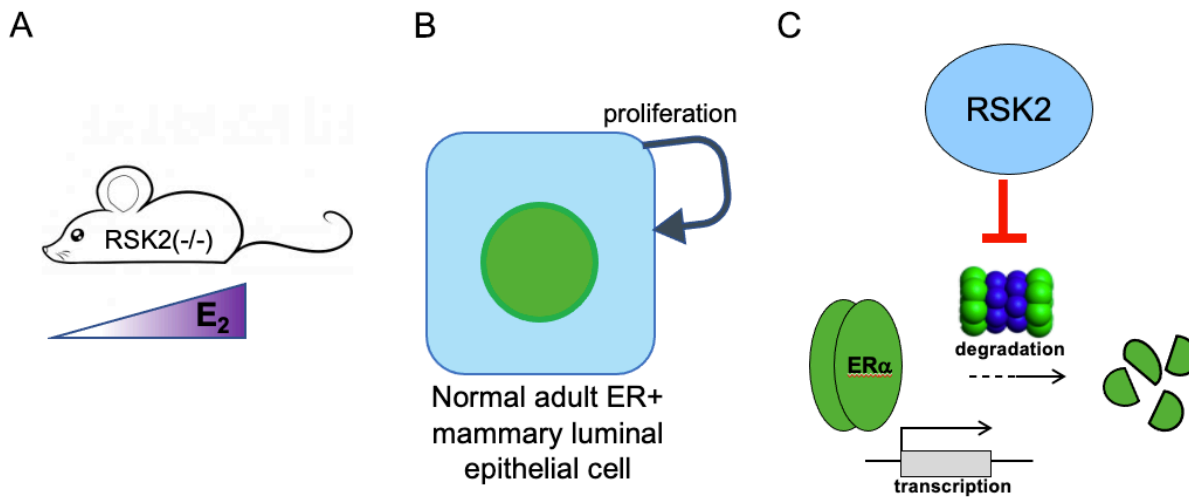 A
RSK2(-/-)
E₂
B
proliferation
Normal adult ER+
mammary luminal
epithelial cell
C
RSK2
degradation
ERα
transcription